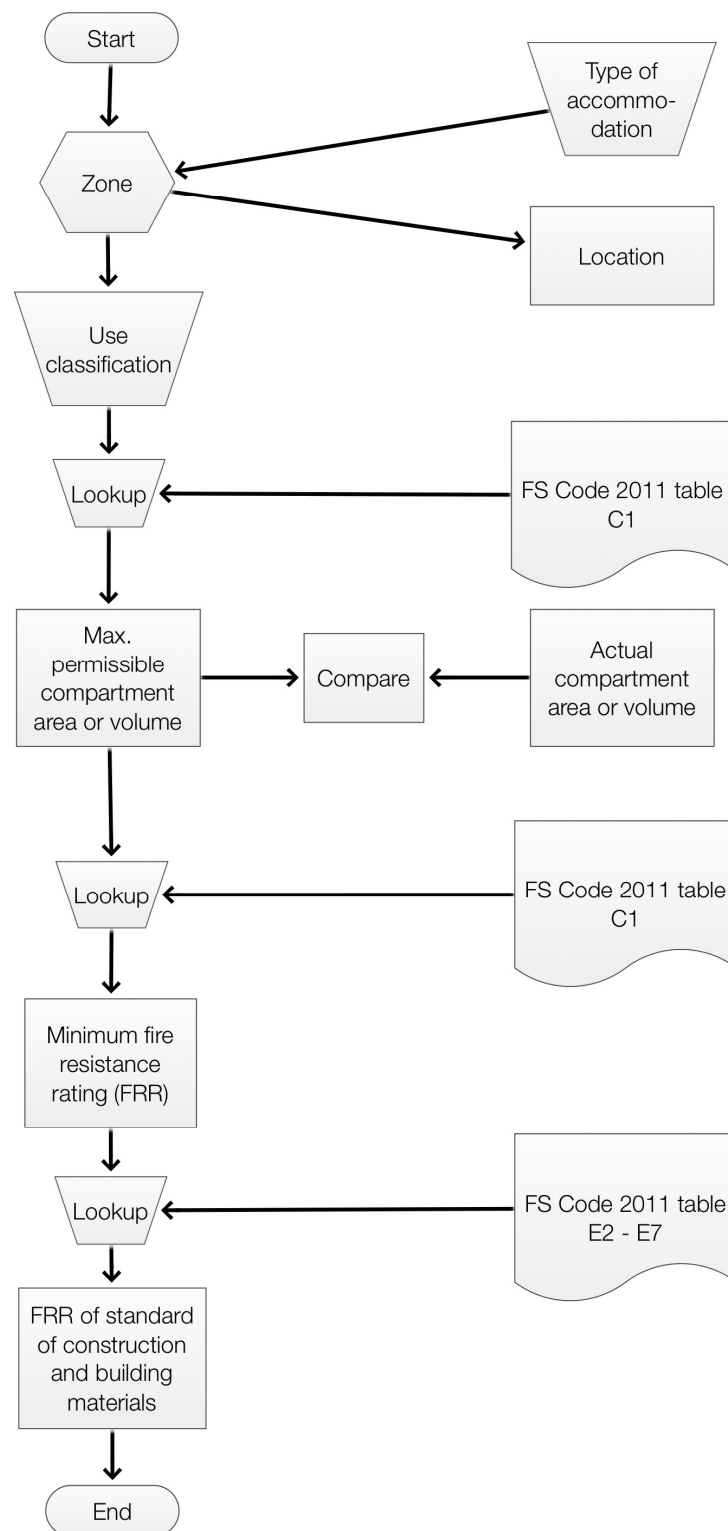 Start
Type of
accommo-
dation
Zone
Location
Use
classification
Lookup
FS Code 2011 table
C1
Max.
permissible
compartment
area or volume
Compare
Actual
compartment
area or volume
Lookup
FS Code 2011 table
C1
Minimum fire
resistance
rating (FRR)
Lookup
FS Code 2011 table
E2 - E7
FRR of standard
of construction
and building
materials
End